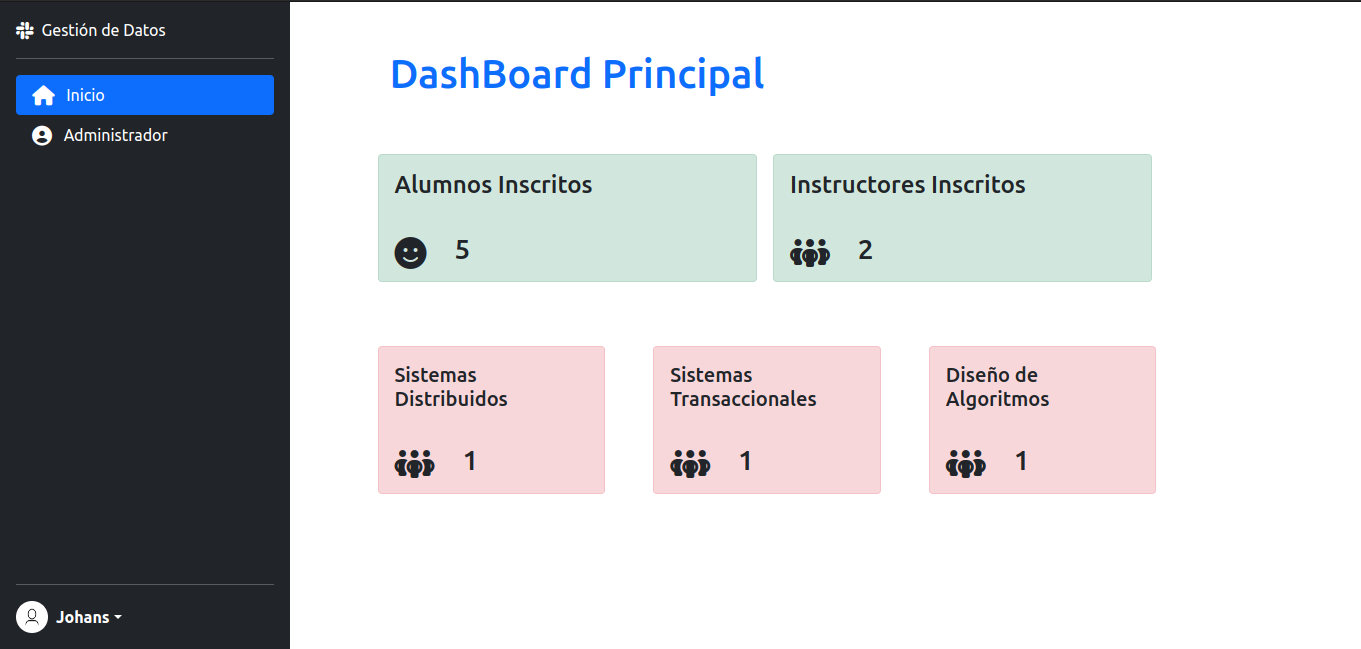 Gestión de Datos
Inicio
Administrador
Johans
DashBoard Principal
Alumnos Inscritos
5
Instructores Inscritos
2
Sistemas
Distribuidos
1
Sistemas
Transaccionales
1
Diseño de
Algoritmos
1